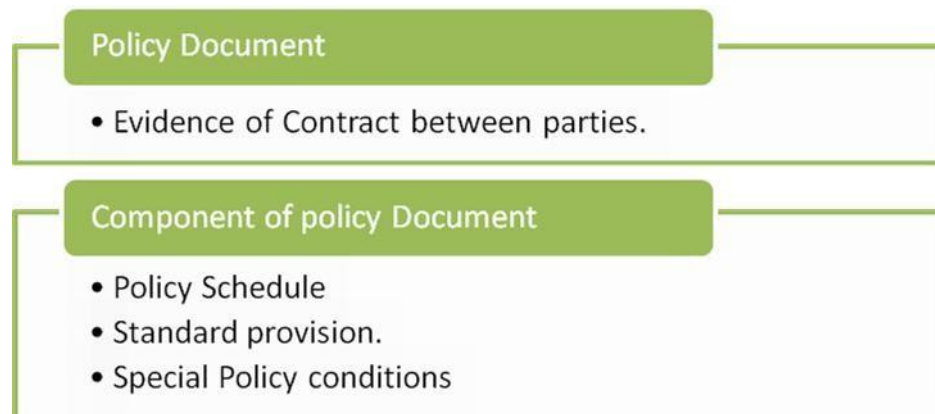 Policy Document
• Evidence of Contract between parties.
Component of policy Document
• Policy Schedule
• Standard provision.
• Special Policy conditions